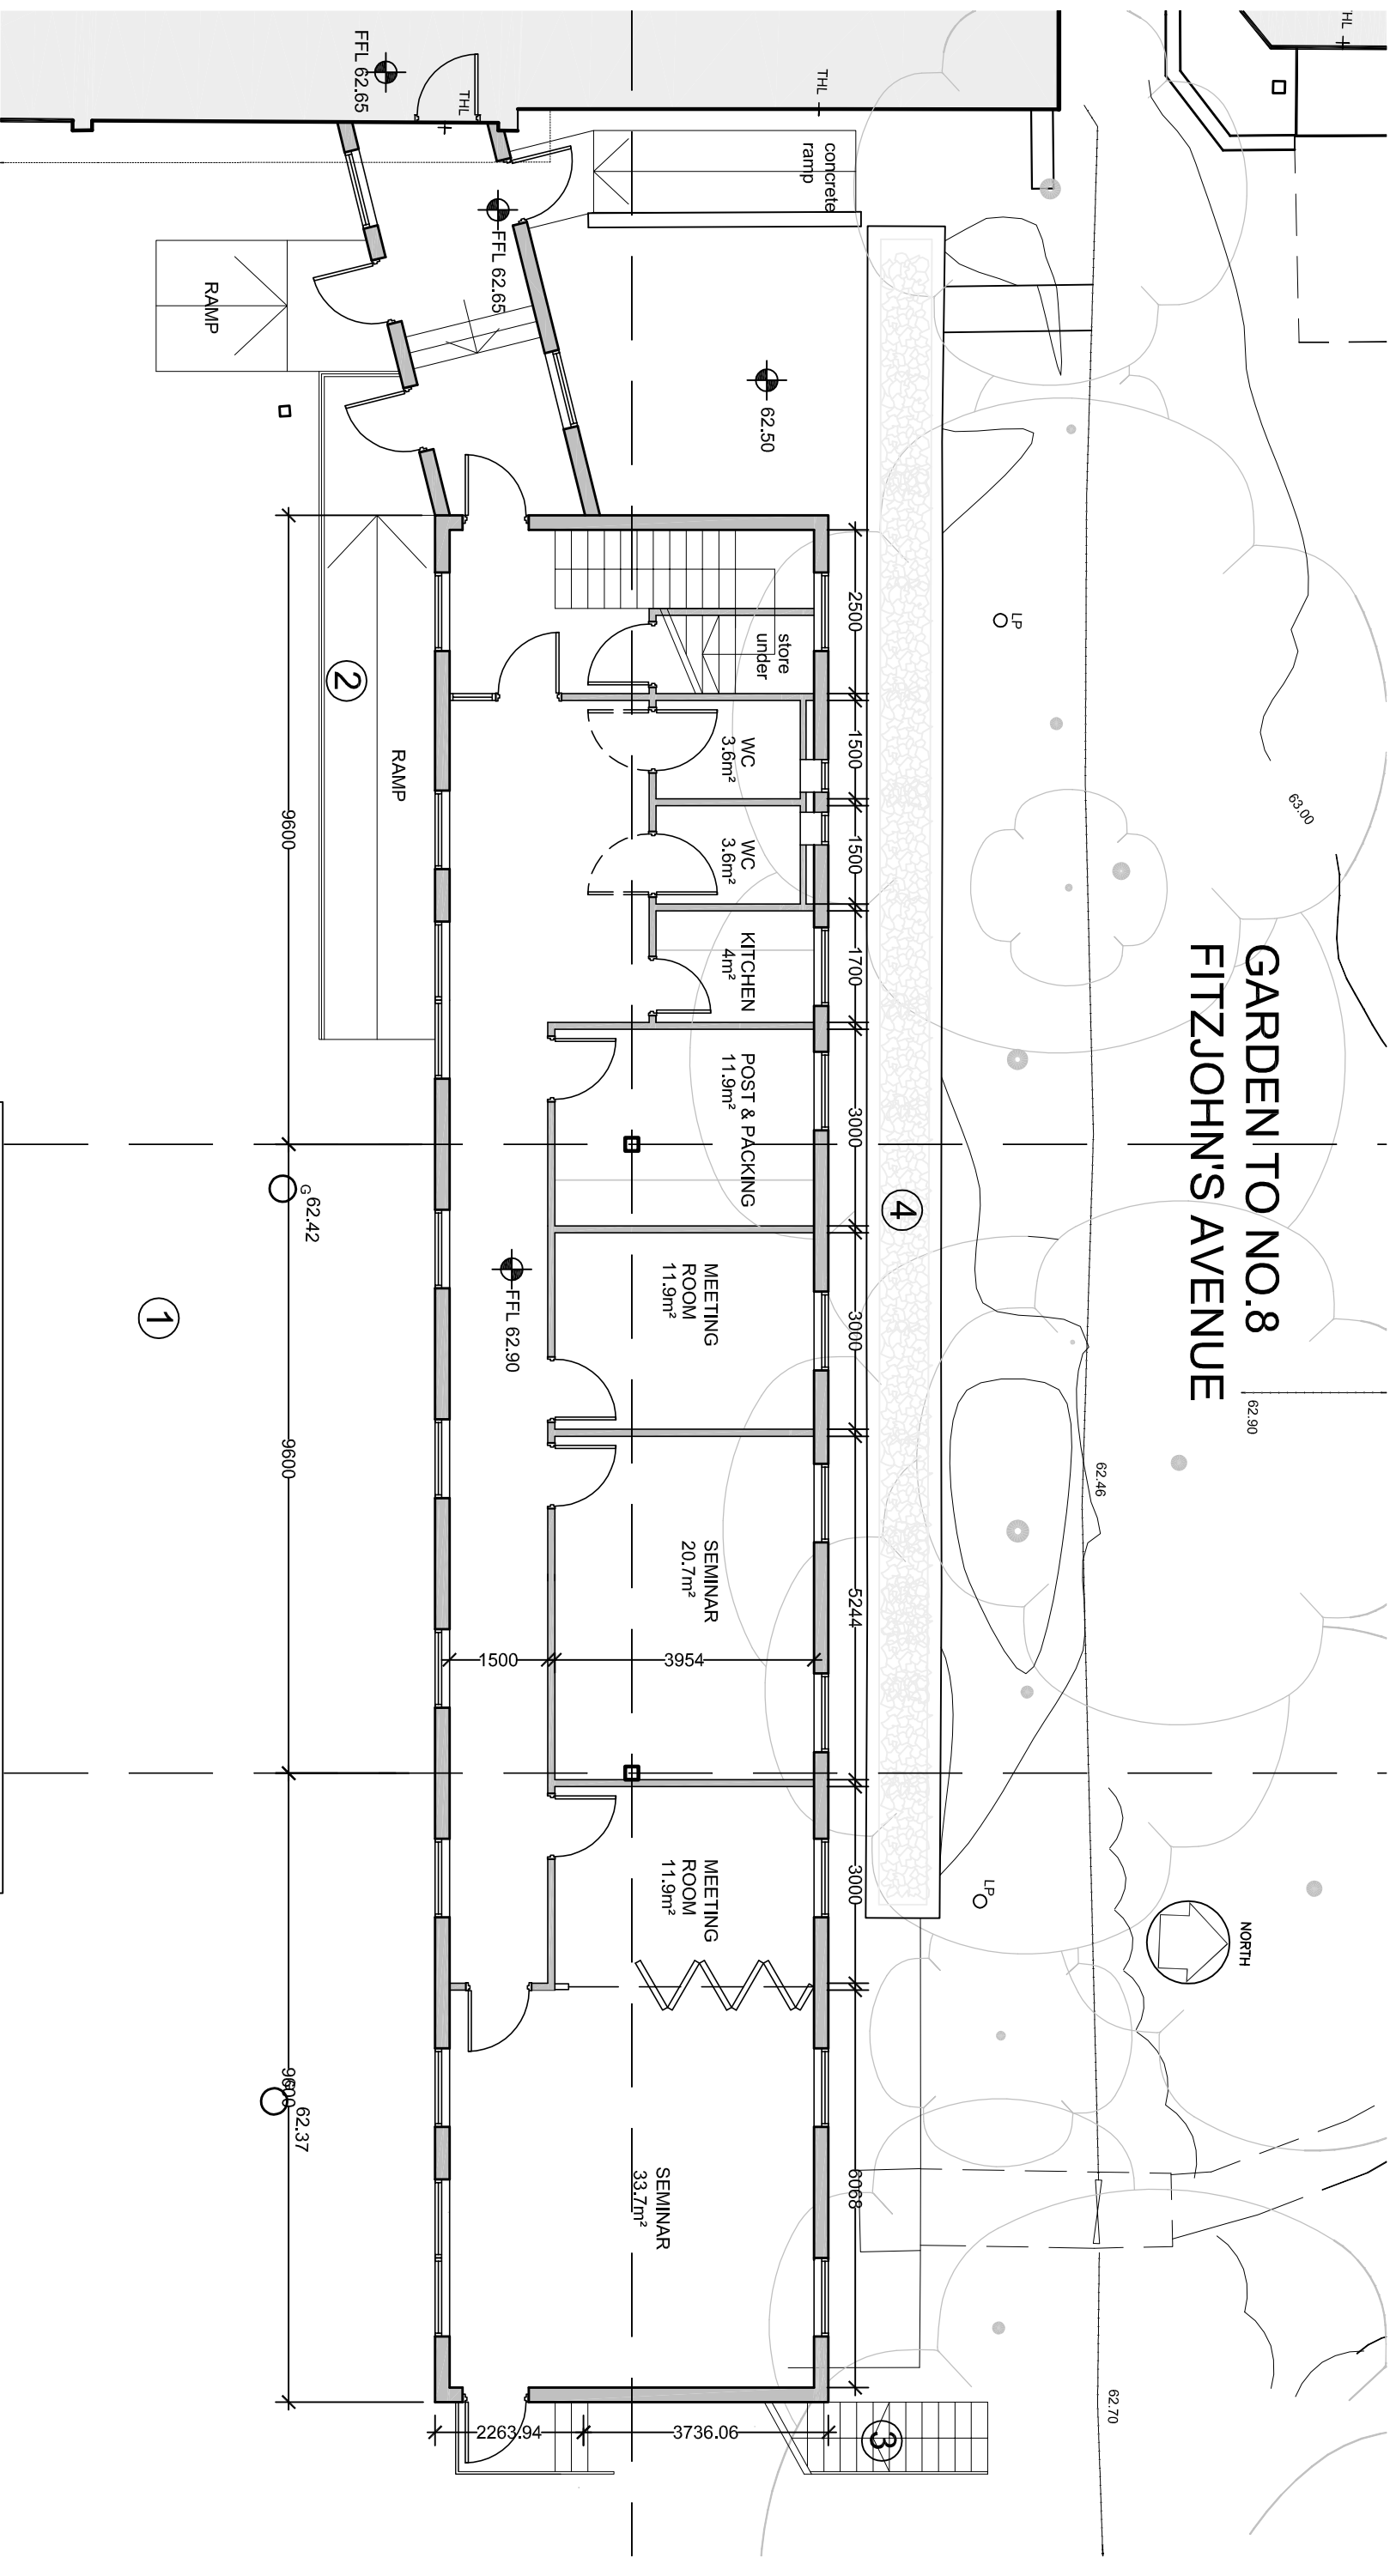 GARDEN TO NO.8
FITZJOHN'S AVENUE
NORTH
THL
THL
THL
FFL 62.65
FFL 62.65
concrete
ramp
RAMP
62.50
LP
63.00
62.90
62.46
LP
62.70
2500
1500
1500
1700
3000
3000
5244
3000
6068
store
under
WC
3.6m²
WC
3.6m²
KITCHEN
4m²
POST & PACKING
11.9m²
MEETING
ROOM
11.9m²
SEMINAR
20.7m²
MEETING
ROOM
11.9m²
SEMINAR
33.7m²
1500
3954
FFL 62.90
4
3
2
1
RAMP
9600
9600
9600
G
62.42
62.37
2263.94
3736.06